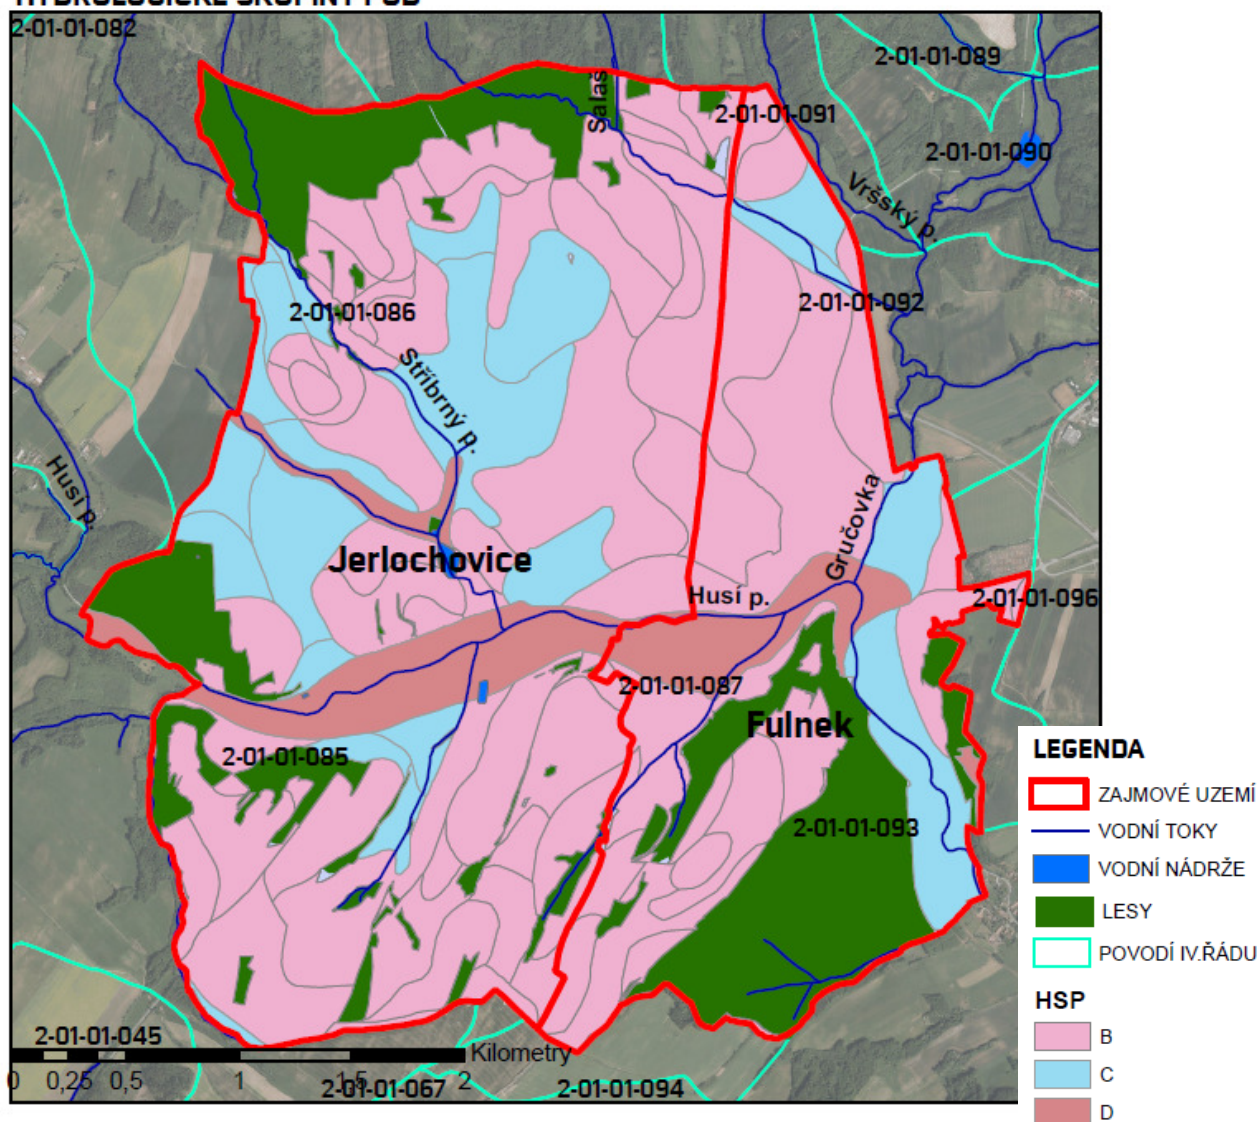 HYDROLOGICKÉ SKUPINY PŮD
2-01-01-082
2-01-01-089
Salaš
2-01-01-091
2-01-01-090
Vršský p.
2-01-01-086
2-01-01-092
Stříbrný p.
Husí p.
Gručovka
Jerlochovice
Husí p.
2-01-01-096
2-01-01-087
Fulnek
2-01-01-085
2-01-01-093
2-01-01-045
Kilometry
0 0,25 0,5 1 1,5 2
2-01-01-067
2-01-01-094
LEGENDA
ZAJMOVÉ UZEMÍ
VODNÍ TOKY
VODNÍ NÁDRŽE
LESY
POVODÍ IV.ŘÁDU
HSP
B
C
D